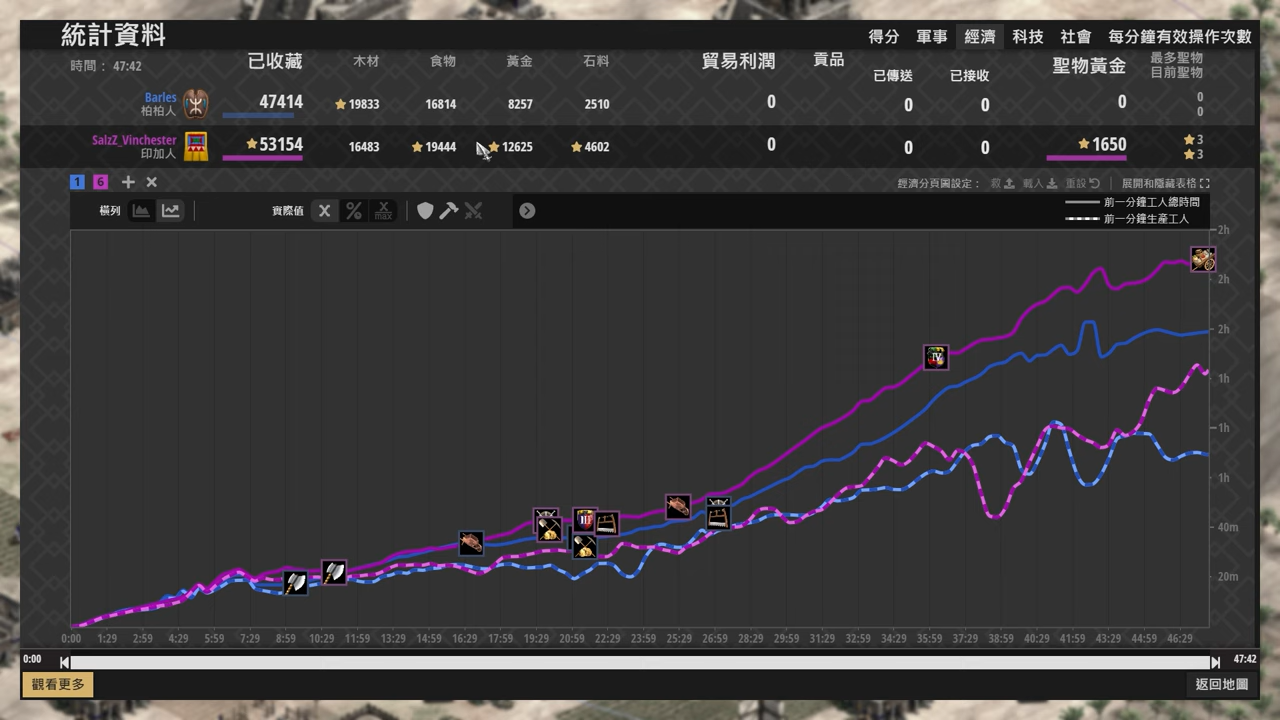 統計資料
得分 軍事 經濟 科技 社會 每分鐘有效操作次數
時間： 47:42
已收藏 木材 食物 黃金 石料 貿易利潤 貢品 已傳送 已接收 聖物黃金 最多聖物 目前聖物
Barles
柏柏人
47414 19833 16814 8257 2510 0 0 0 0 0 0
SalzZ_Vinchester
印加人
53154 16483 19444 12625 4602 0 0 0 1650 3 3
1 6
經濟分頁圖設定： 載入 重設 展開和隱藏表格
橫列 實際值 X % X max
前一分鐘工人總時間
前一分鐘生產工人
2h
2h
2h
1h
1h
1h
40m
20m
IV
III
0:00 1:29 2:59 4:29 5:59 7:29 8:59 10:29 11:59 13:29 14:59 16:29 17:59 19:29 20:59 22:29 23:59 25:29 26:59 28:29 29:59 31:29 32:59 34:29 35:59 37:29 38:59 40:29 41:59 43:29 44:59 46:29
0:00 47:42
觀看更多 返回地圖